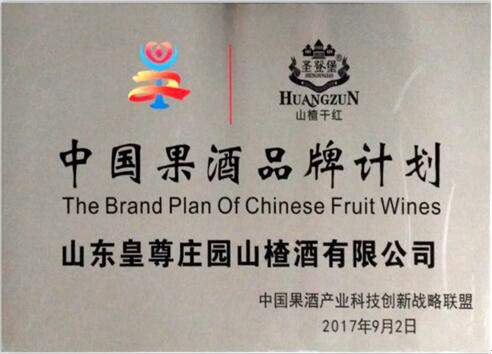 圣登堡®
SHENGDENGBAO
HUANGZUN
山楂干红
中国果酒品牌计划
The Brand Plan Of Chinese Fruit Wines
山东皇尊庄园山楂酒有限公司
中国果酒产业科技创新战略联盟
2017年9月2日